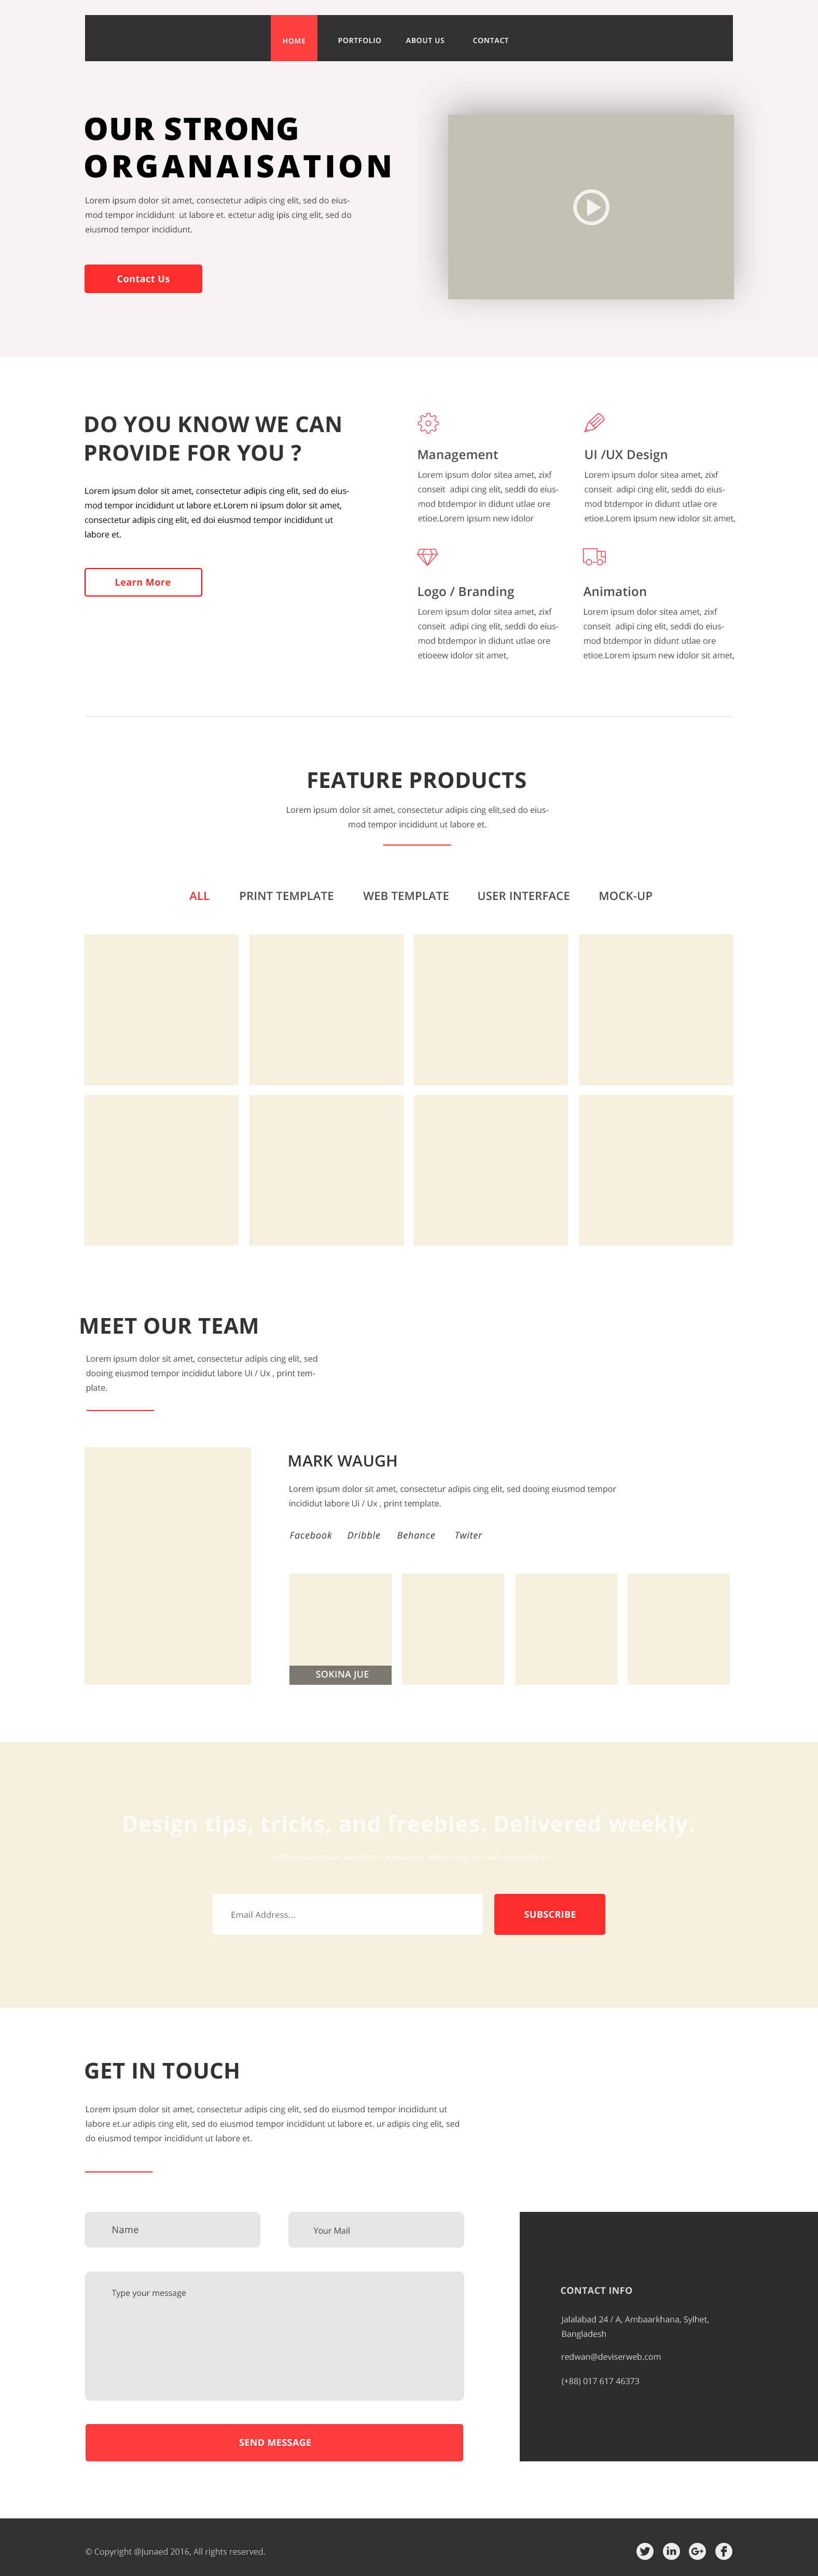 HOME PORTFOLIO ABOUT US CONTACT
OUR STRONG
ORGANAISATION
Lorem ipsum dolor sit amet, consectetur adipis cing elit, sed do eius-
mod tempor incididunt ut labore et. ectetur adig ipis cing elit, sed do
eiusmod tempor incididunt.
Contact Us
DO YOU KNOW WE CAN
PROVIDE FOR YOU ?
Lorem ipsum dolor sit amet, consectetur adipis cing elit, sed do eius-
mod tempor incididunt ut labore et.Lorem ni ipsum dolor sit amet,
consectetur adipis cing elit, ed doi eiusmod tempor incididunt ut
labore et.
Learn More
Management
Lorem ipsum dolor sitea amet, zixf
conseit adipi cing elit, seddi do eius-
mod btdempor in didunt utlae ore
etioe.Lorem ipsum new idolor
UI /UX Design
Lorem ipsum dolor sitea amet, zixf
conseit adipi cing elit, seddi do eius-
mod btdempor in didunt utlae ore
etioe.Lorem ipsum new idolor sit amet,
Logo / Branding
Lorem ipsum dolor sitea amet, zixf
conseit adipi cing elit, seddi do eius-
mod btdempor in didunt utlae ore
etioeew idolor sit amet,
Animation
Lorem ipsum dolor sitea amet, zixf
conseit adipi cing elit, seddi do eius-
mod btdempor in didunt utlae ore
etioe.Lorem ipsum new idolor sit amet,
FEATURE PRODUCTS
Lorem ipsum dolor sit amet, consectetur adipis cing elit,sed do eius-
mod tempor incididunt ut labore et.
ALL PRINT TEMPLATE WEB TEMPLATE USER INTERFACE MOCK-UP
MEET OUR TEAM
Lorem ipsum dolor sit amet, consectetur adipis cing elit, sed
dooing eiusmod tempor incididut labore Ui / Ux , print tem-
plate.
MARK WAUGH
Lorem ipsum dolor sit amet, consectetur adipis cing elit, sed dooing eiusmod tempor
incididut labore Ui / Ux , print template.
Facebook Dribble Behance Twiter
SOKINA JUE
Design tips, tricks, and freebies. Delivered weekly.
Email Address...
SUBSCRIBE
GET IN TOUCH
Lorem ipsum dolor sit amet, consectetur adipis cing elit, sed do eiusmod tempor incididunt ut
labore et.ur adipis cing elit, sed do eiusmod tempor incididunt ut labore et. ur adipis cing elit, sed
do eiusmod tempor incididunt ut labore et.
Name
Your Mail
Type your message
SEND MESSAGE
CONTACT INFO
Jalalabad 24 / A, Ambaarkhana, Sylhet,
Bangladesh
redwan@deviserweb.com
(+88) 017 617 46373
© Copyright @Junaed 2016, All rights reserved.